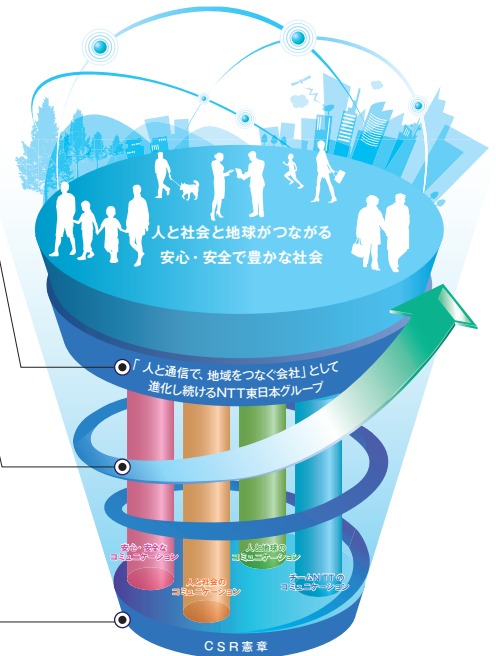 人と社会と地球がつながる
安心・安全で豊かな社会
「人と通信で、地域をつなぐ会社」として
進化し続けるNTT東日本グループ
安心・安全な
コミュニケーション
人と社会の
コミュニケーション
人と地球の
コミュニケーション
チームNTTの
コミュニケーション
CSR憲章